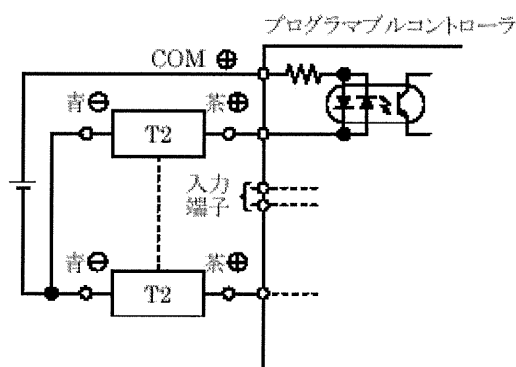 プログラマブルコントローラ
COM ⊕
青⊖ 茶⊕
T2
入力
端子
青⊖ 茶⊕
T2